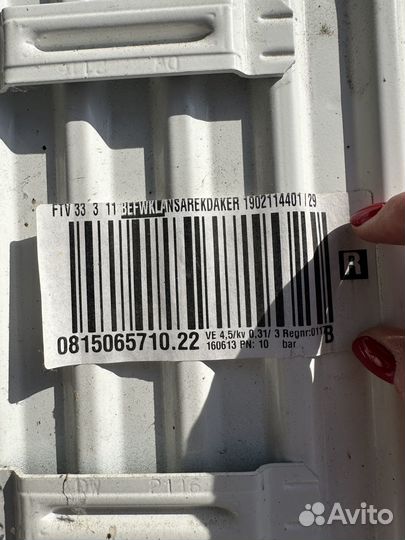 FTV 33 3 11 BEFWKLANSAREKDAKER 1902114401 / 29
R
0815065710.22
VE 4,5/kv 0.31/ 3 Regnr:011
160613 PN: 10 bar
B
Avito